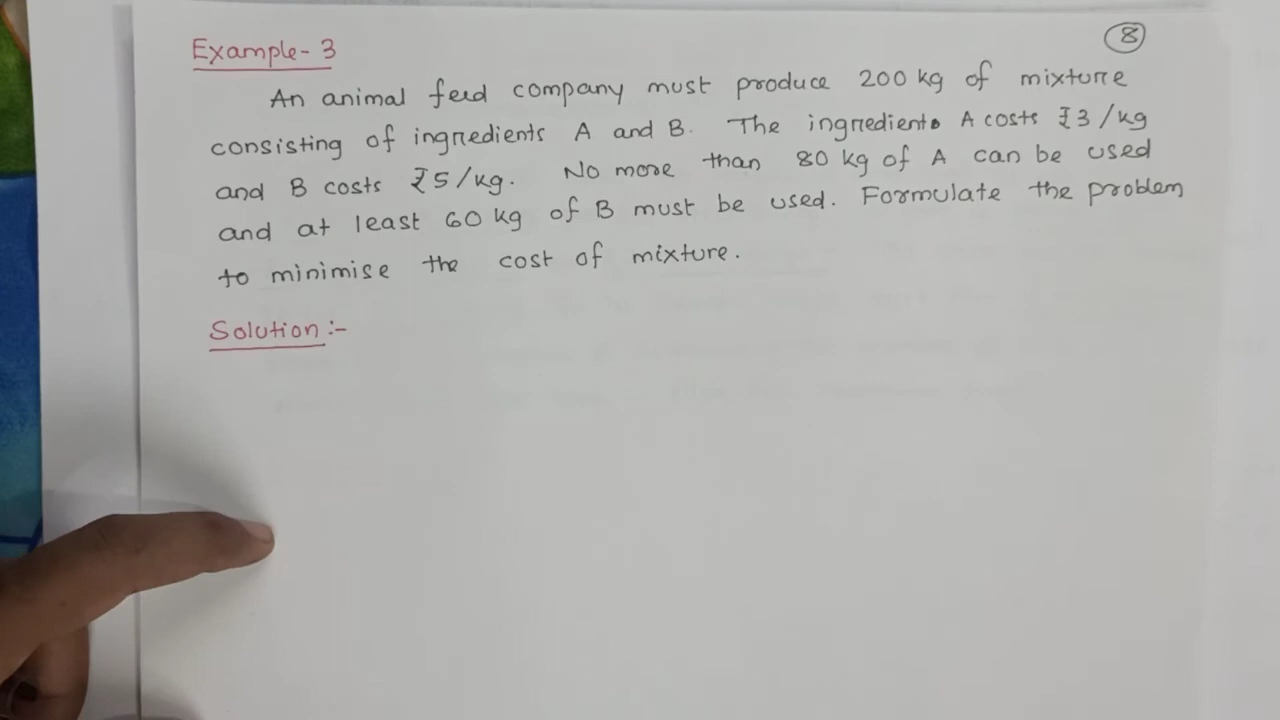 8
Example- 3
An animal feed company must produce 200 kg of mixture
consisting of ingredients A and B. The ingredients A costs ₹3/kg
and B costs ₹5/kg. No more than 80 kg of A can be used
and at least 60 kg of B must be used. Formulate the problem
to minimise the cost of mixture.
Solution :-